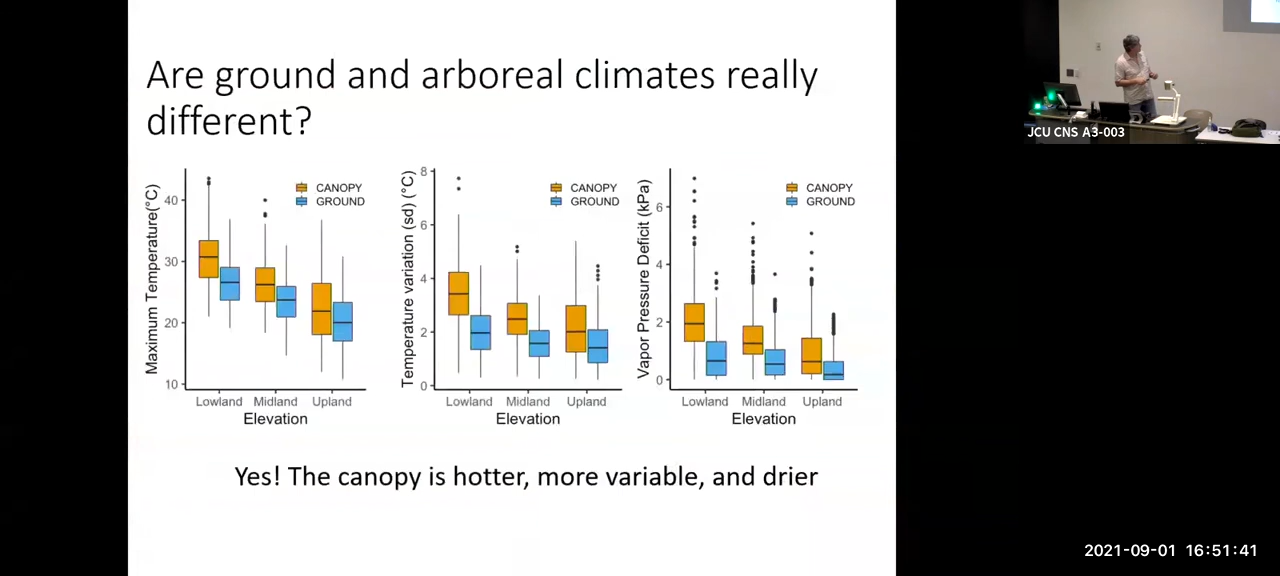 Are ground and arboreal climates really
different?
Maximum Temperature(°C)
40
30
20
10
CANOPY
GROUND
Lowland Midland Upland
Elevation
Temperature variation (sd) (°C)
8
6
4
2
0
CANOPY
GROUND
Lowland Midland Upland
Elevation
Vapor Pressure Deficit (kPa)
6
4
2
0
CANOPY
GROUND
Lowland Midland Upland
Elevation
Yes! The canopy is hotter, more variable, and drier
JCU CNS A3-003
2021-09-01 16:51:41